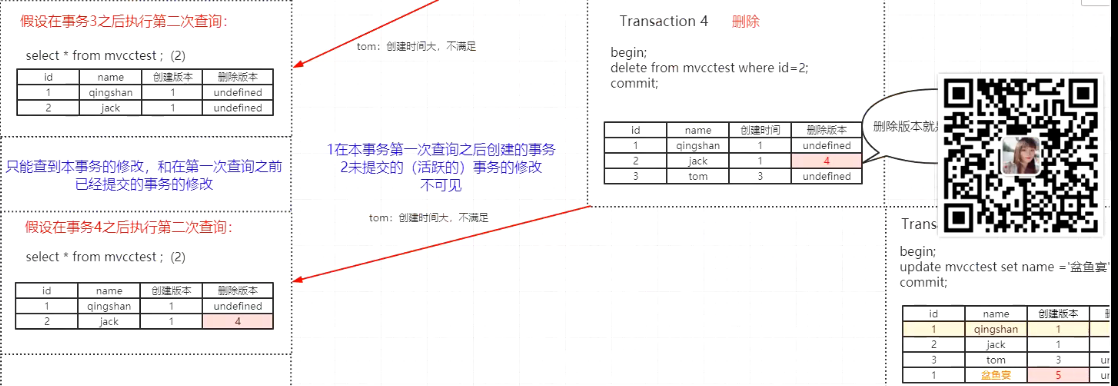 假设在事务3之后执行第二次查询：
select * from mvcctest ; (2)
id name 创建版本 删除版本
1 qingshan 1 undefined
2 jack 1 undefined
只能查到本事务的修改，和在第一次查询之前
已经提交的事务的修改
假设在事务4之后执行第二次查询：
select * from mvcctest ; (2)
id name 创建版本 删除版本
1 qingshan 1 undefined
2 jack 1 4
tom：创建时间大，不满足
1在本事务第一次查询之后创建的事务
2未提交的（活跃的）事务的修改
不可见
tom：创建时间大，不满足
Transaction 4 删除
begin;
delete from mvcctest where id=2;
commit;
id name 创建时间 删除版本
1 qingshan 1 undefined
2 jack 1 4
3 tom 3 undefined
删除版本就
Transac
begin;
update mvcctest set name ='盆鱼宴'
commit;
id name 创建版本
1 qingshan 1
2 jack 1
3 tom 3 un
1 盆鱼宴 5 un